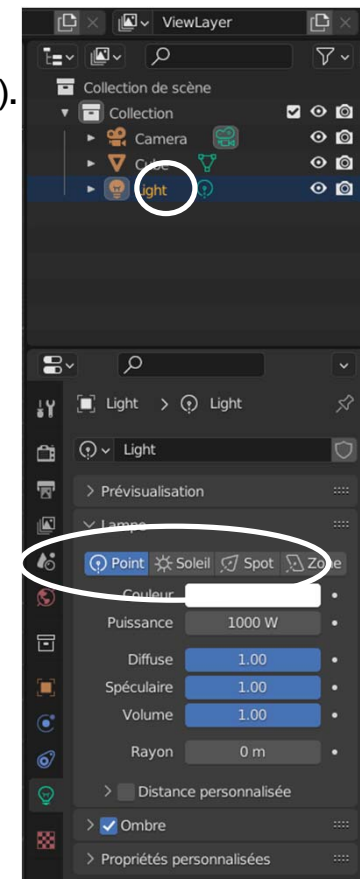 ViewLayer
).
Collection de scène
Collection
Camera
Cube
Light
Light > Light
Light
> Prévisualisation
Lampe
Point Soleil Spot Zone
Couleur
Puissance 1000 W
Diffuse 1.00
Spéculaire 1.00
Volume 1.00
Rayon 0 m
> Distance personnalisée
> Ombre
> Propriétés personnalisées